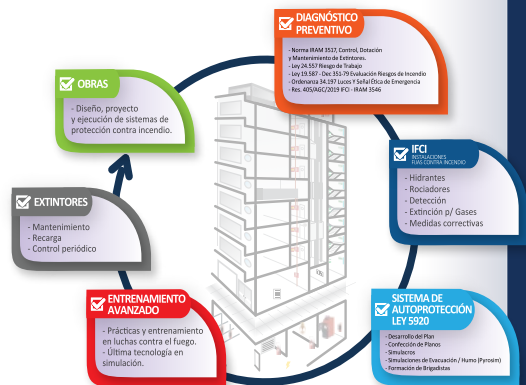 DIAGNÓSTICO
PREVENTIVO
- Norma IRAM 3517, Control, Dotación
y Mantenimiento de Extintores.
- Ley 24.557 Riesgo de Trabajo
- Ley 19.587 - Dec 351-79 Evaluación Riesgos de Incendio
- Ordenanza 34.197 Luces Y Señal Ética de Emergencia
- Res. 405/AGC/2019 IFCI - IRAM 3546
IFCI
INSTALACIONES
FIJAS CONTRA INCENDIO
- Hidrantes
- Rociadores
- Detección
- Extinción p/ Gases
- Medidas correctivas
SISTEMA DE
AUTOPROTECCIÓN
LEY 5920
- Desarrollo del Plan
- Confección de Planos
- Simulacros
- Simulaciones de Evacuación / Humo (Pyrosim)
- Formación de Brigadistas
ENTRENAMIENTO
AVANZADO
- Prácticas y entrenamiento
en luchas contra el fuego.
- Última tecnología en
simulación.
EXTINTORES
- Mantenimiento
- Recarga
- Control periódico
OBRAS
- Diseño, proyecto
y ejecución de sistemas de
protección contra incendio.